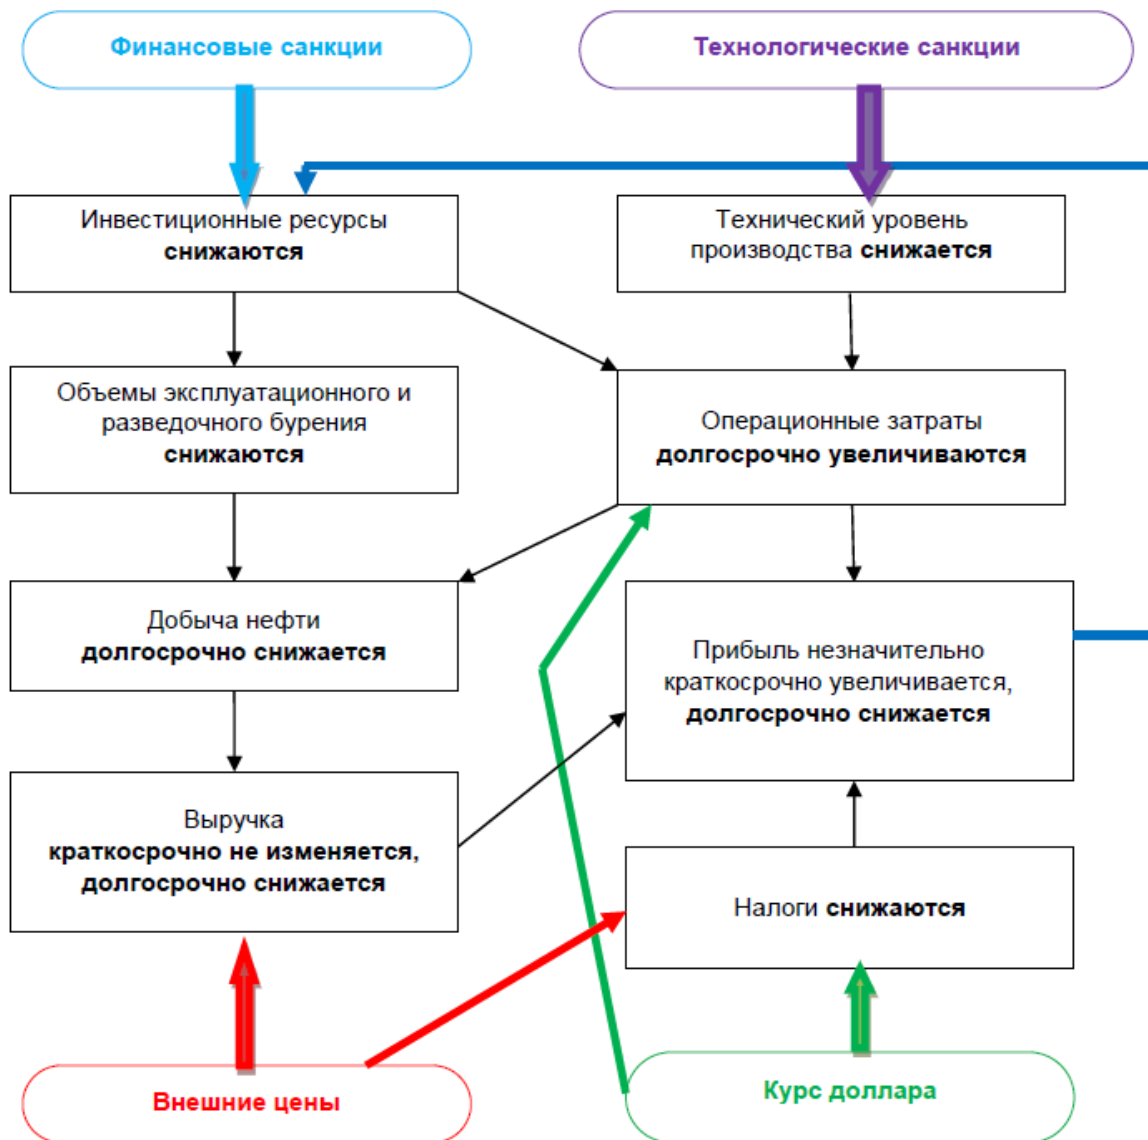 Финансовые санкции
Технологические санкции
Инвестиционные ресурсы
снижаются
Технический уровень
производства снижается
Объемы эксплуатационного и
разведочного бурения
снижаются
Операционные затраты
долгосрочно увеличиваются
Добыча нефти
долгосрочно снижается
Прибыль незначительно
краткосрочно увеличивается,
долгосрочно снижается
Выручка
краткосрочно не изменяется,
долгосрочно снижается
Налоги снижаются
Внешние цены
Курс доллара